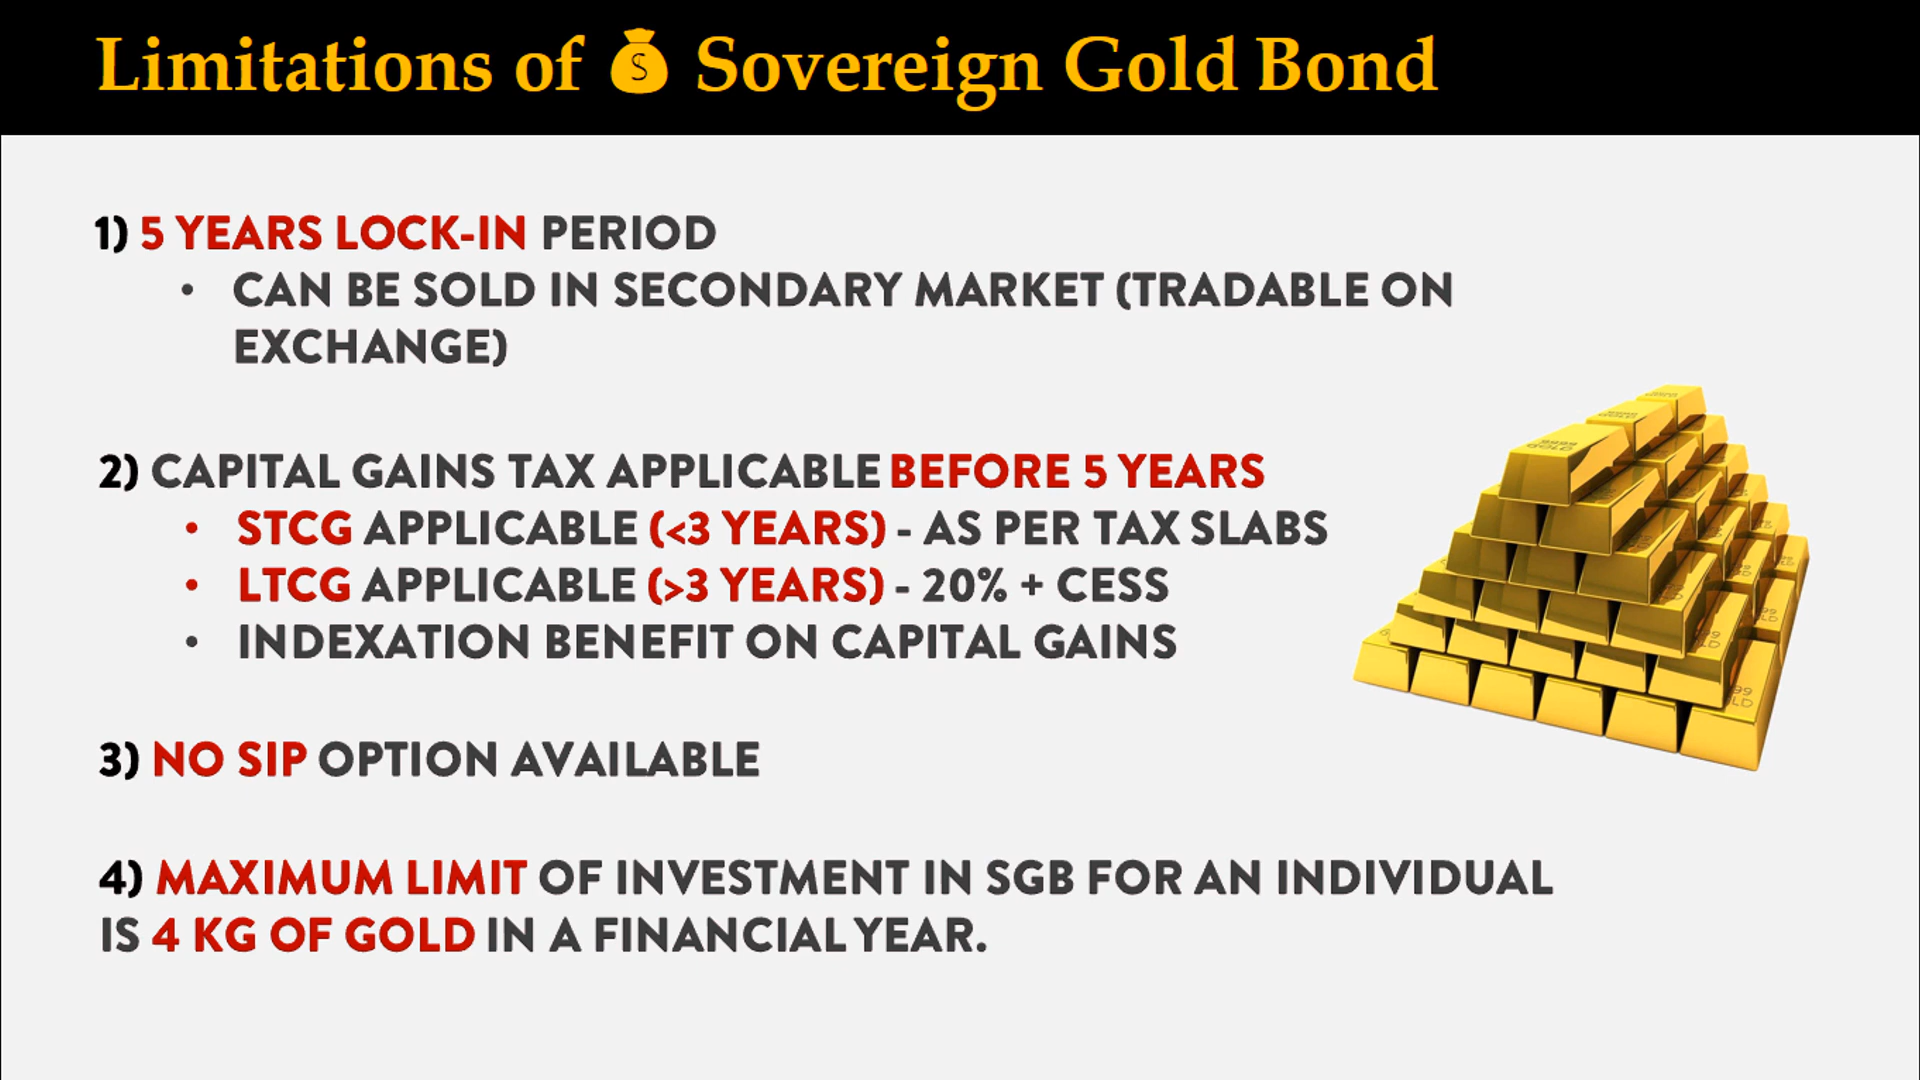 Limitations of 💰 Sovereign Gold Bond
1) 5 YEARS LOCK-IN PERIOD
• CAN BE SOLD IN SECONDARY MARKET (TRADABLE ON
EXCHANGE)
2) CAPITAL GAINS TAX APPLICABLE BEFORE 5 YEARS
• STCG APPLICABLE (<3 YEARS) - AS PER TAX SLABS
• LTCG APPLICABLE (>3 YEARS) - 20% + CESS
• INDEXATION BENEFIT ON CAPITAL GAINS
3) NO SIP OPTION AVAILABLE
4) MAXIMUM LIMIT OF INVESTMENT IN SGB FOR AN INDIVIDUAL
IS 4 KG OF GOLD IN A FINANCIAL YEAR.